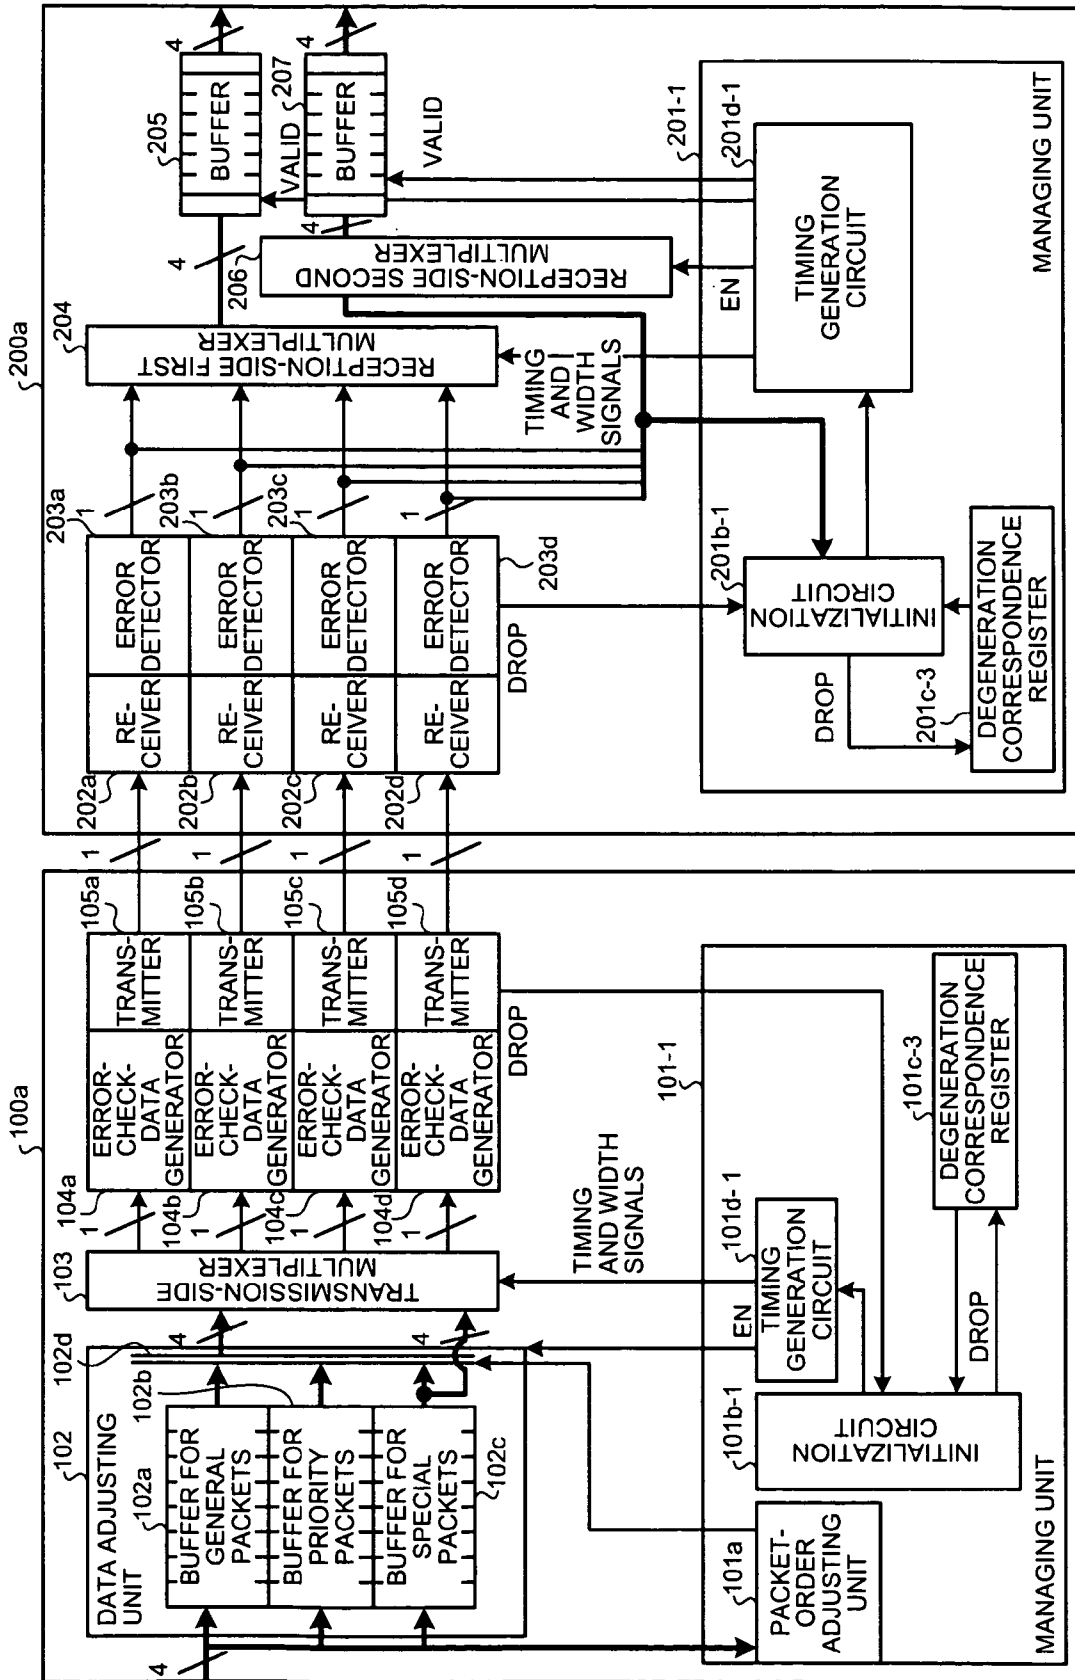 100a
102
DATA ADJUSTING
UNIT
4
102a
BUFFER FOR
GENERAL
PACKETS
102b
BUFFER FOR
PRIORITY
PACKETS
BUFFER FOR
SPECIAL
PACKETS
102c
102d
4
4
103
TRANSMISSION-SIDE
MULTIPLEXER
1
1
1
1
104a
ERROR-
CHECK-
DATA
GENERATOR
104b
ERROR-
CHECK-
DATA
GENERATOR
104c
ERROR-
CHECK-
DATA
GENERATOR
104d
ERROR-
CHECK-
DATA
GENERATOR
TRANS-
MITTER
105a
TRANS-
MITTER
105b
TRANS-
MITTER
105c
TRANS-
MITTER
105d
DROP
1
1
1
1
TIMING
AND WIDTH
SIGNALS
EN
101-1
101a
PACKET-
ORDER
ADJUSTING
UNIT
101b-1
INITIALIZATION
CIRCUIT
101d-1
TIMING
GENERATION
CIRCUIT
DROP
101c-3
DEGENERATION
CORRESPONDENCE
REGISTER
MANAGING UNIT
200a
202a
RE-
CEIVER
202b
RE-
CEIVER
202c
RE-
CEIVER
202d
RE-
CEIVER
203a
ERROR
DETECTOR
203b
ERROR
DETECTOR
203c
ERROR
DETECTOR
203d
ERROR
DETECTOR
DROP
1
1
1
1
204
RECEPTION-SIDE FIRST
MULTIPLEXER
4
205
BUFFER
4
206
RECEPTION-SIDE SECOND
MULTIPLEXER
4
207
BUFFER
4
VALID
VALID
TIMING
AND
WIDTH
SIGNALS
EN
201-1
201b-1
INITIALIZATION
CIRCUIT
DROP
201c-3
DEGENERATION
CORRESPONDENCE
REGISTER
201d-1
TIMING
GENERATION
CIRCUIT
MANAGING UNIT